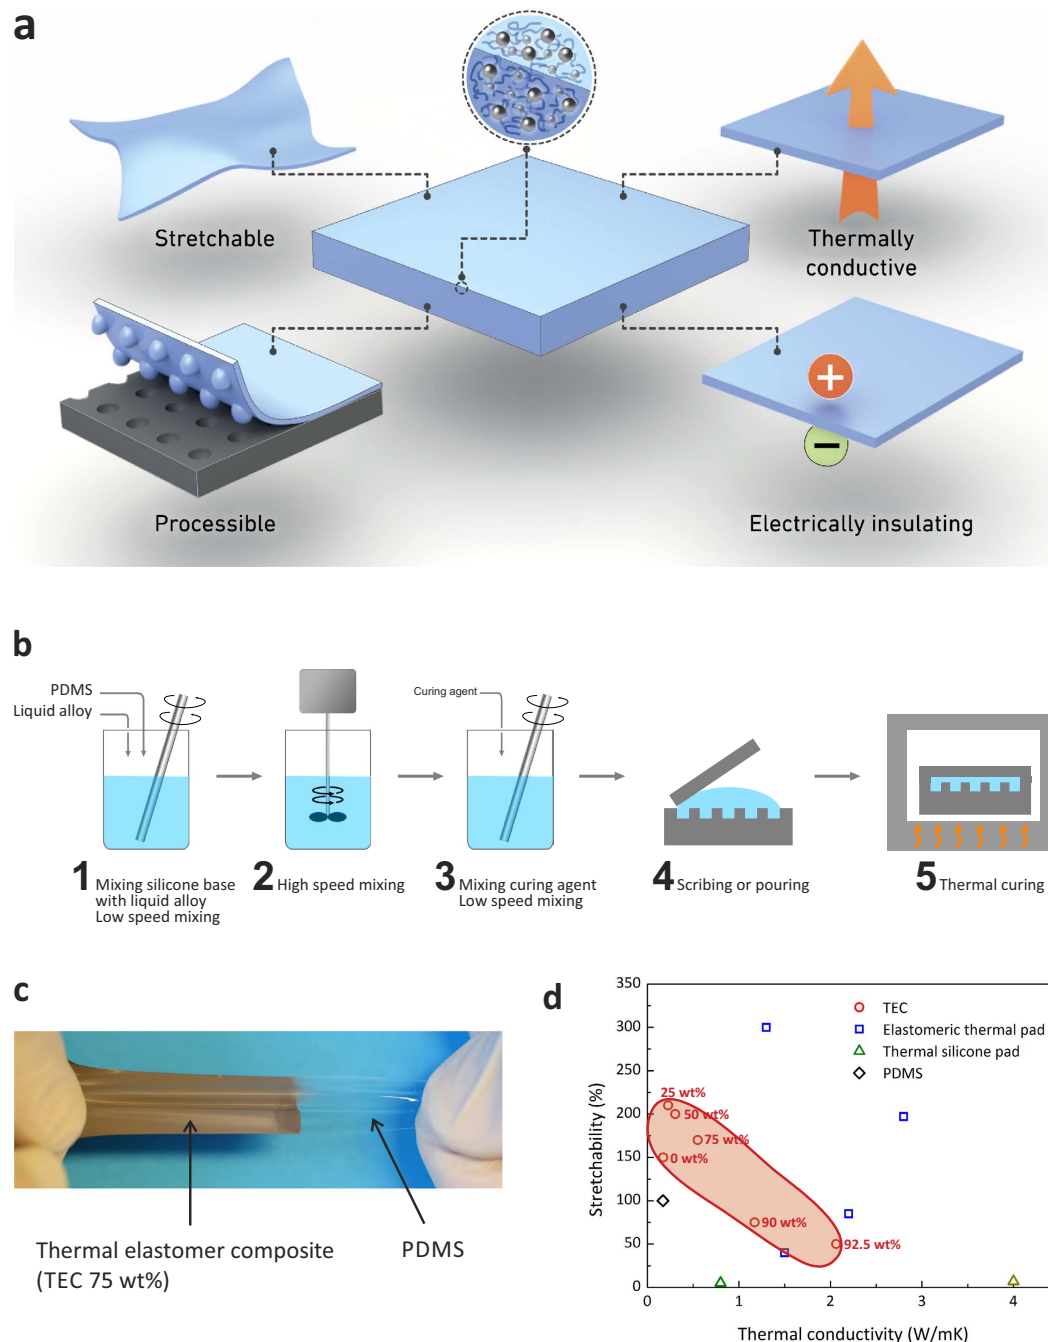 a
Stretchable
Thermally
conductive
Processible
+
−
Electrically insulating
b
PDMS
Liquid alloy
Curing agent
1 Mixing silicone base
with liquid alloy
Low speed mixing
2 High speed mixing
3 Mixing curing agent
Low speed mixing
4 Scribing or pouring
5 Thermal curing
c
Thermal elastomer composite
(TEC 75 wt%)
PDMS
d
Stretchability (%)
350
300
250
200
150
100
50
0
TEC
Elastomeric thermal pad
Thermal silicone pad
PDMS
25 wt%
50 wt%
75 wt%
0 wt%
90 wt%
92.5 wt%
0 1 2 3 4
Thermal conductivity (W/mK)